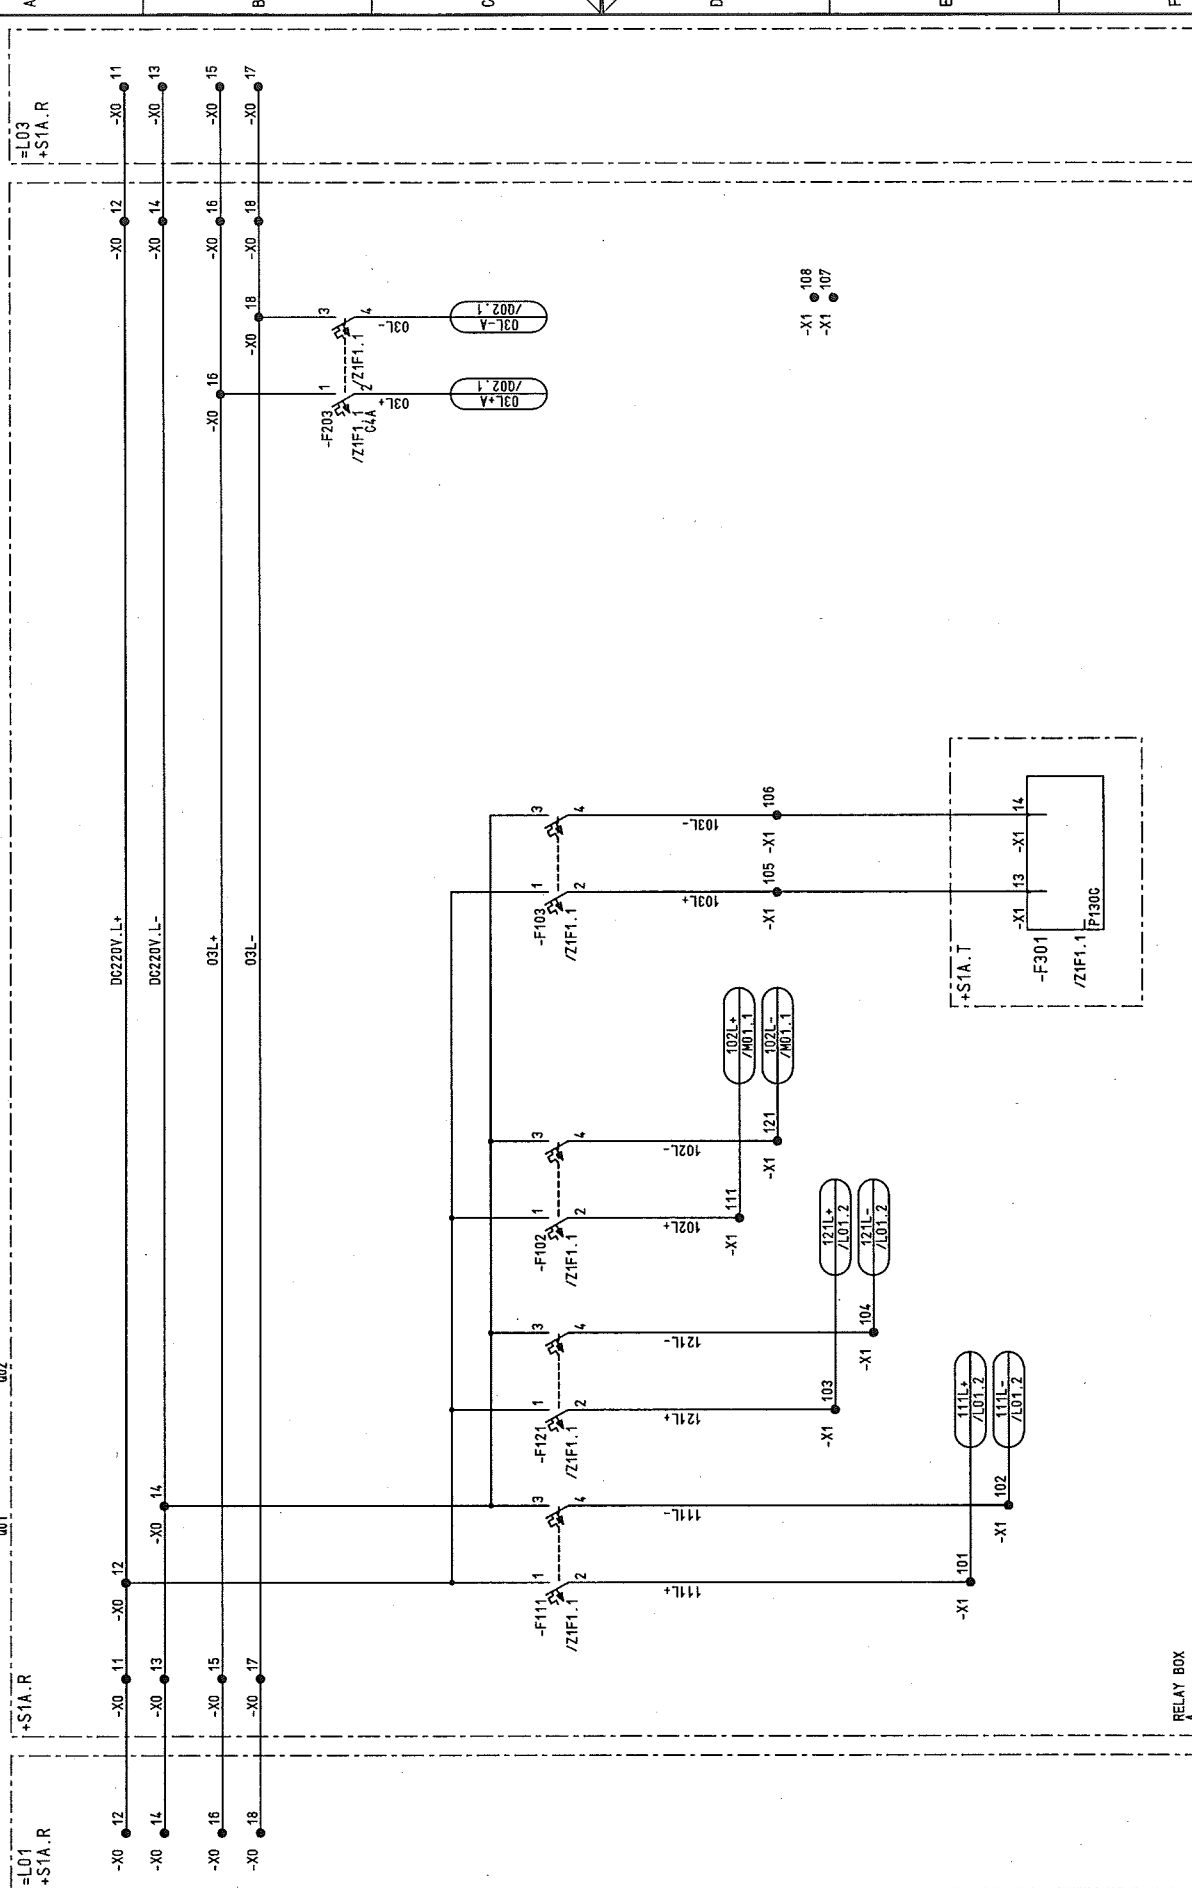 A
B
C
D
E
F
=L03
+S1A.R
-X0 11
-X0 13
-X0 15
-X0 17
-X0 12
-X0 14
-X0 16
-X0 18
-X0 18
-X0 16
3
4
03L-
/Z1F1.1
03L-A
/Q02.1
1
2
03L+
-F203
/Z1F1.1
C4A
03L+A
/Q02.1
-X1 108
-X1 107
DC220V.L+
DC220V.L-
03L+
03L-
3
4
103L-
-X1 106
1
2
-F103
/Z1F1.1
103L+
-X1 105
+S1A.T
-X1 14
-X1 13
-F301
/Z1F1.1
P130C
102L+
/M01.1
102L-
/M01.1
3
4
102L-
-X1 121
1
2
-F102
/Z1F1.1
102L+
-X1 111
121L+
/L01.2
121L-
/L01.2
3
4
121L-
-X1 104
1
2
-F121
/Z1F1.1
121L+
-X1 103
111L+
/L01.2
111L-
/L01.2
-X0 14
3
4
111L-
-X1 102
-X0 12
1
2
-F111
/Z1F1.1
111L+
-X1 101
+S1A.R
-X0 11
-X0 13
-X0 15
-X0 17
RELAY BOX
=L01
+S1A.R
-X0 12
-X0 14
-X0 16
-X0 18